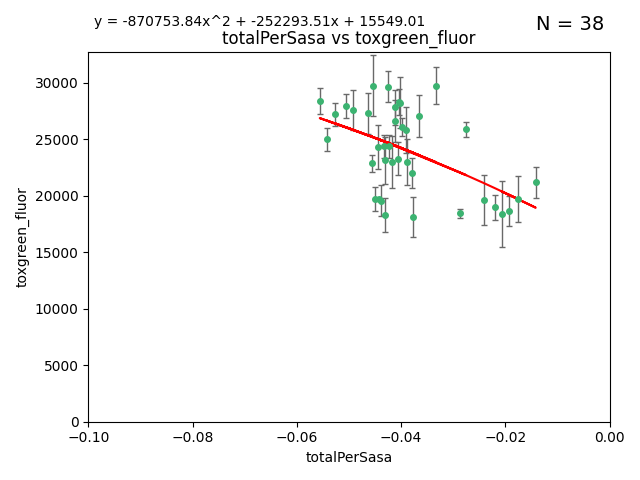 y = -870753.84x^2 + -252293.51x + 15549.01
N = 38
totalPerSasa vs toxgreen_fluor
30000
25000
20000
15000
10000
5000
0
toxgreen_fluor
−0.10
−0.08
−0.06
−0.04
−0.02
0.00
totalPerSasa